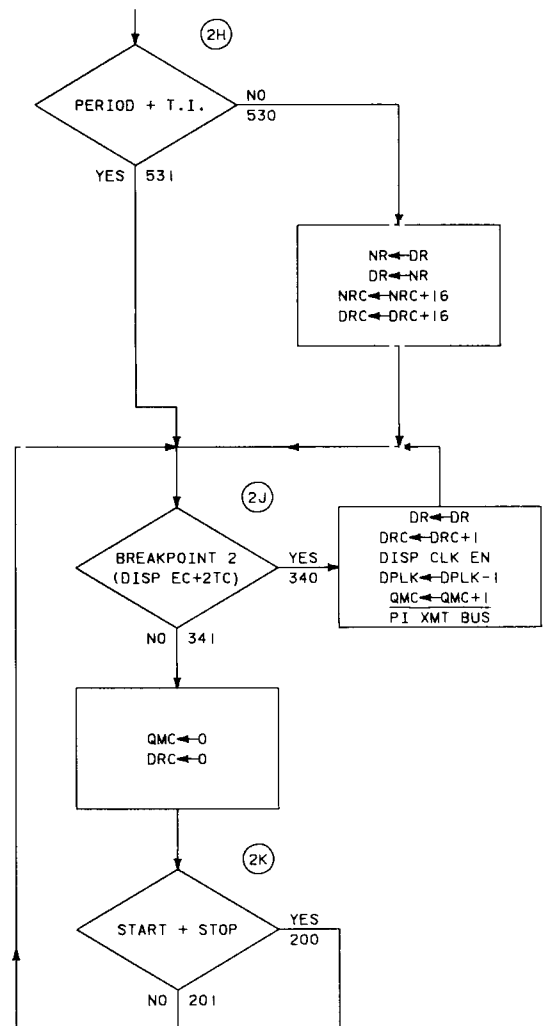 2H
PERIOD + T.I.
NO
530
YES 531
NR←DR
DR←NR
NRC←NRC+16
DRC←DRC+16
2J
BREAKPOINT 2
(DISP EC+2TC)
YES
340
NO 341
DR←DR
DRC←DRC+1
DISP CLK EN
DPLK←DPLK-1
QMC←QMC+1
PI XMT BUS
QMC←0
DRC←0
2K
START + STOP
YES
200
NO 201